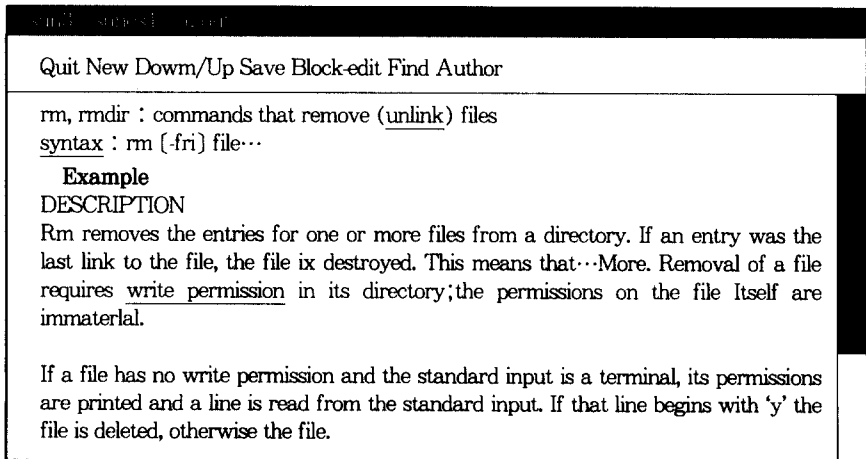 Quit New Dowm/Up Save Block-edit Find Author
rm, rmdir : commands that remove (unlink) files
syntax : rm [-fri] file…
Example
DESCRIPTION
Rm removes the entries for one or more files from a directory. If an entry was the
last link to the file, the file ix destroyed. This means that…More. Removal of a file
requires write permission in its directory;the permissions on the file Itself are
immaterlal.
If a file has no write permission and the standard input is a terminal, its permissions
are printed and a line is read from the standard input. If that line begins with ‘y’ the
file is deleted, otherwise the file.